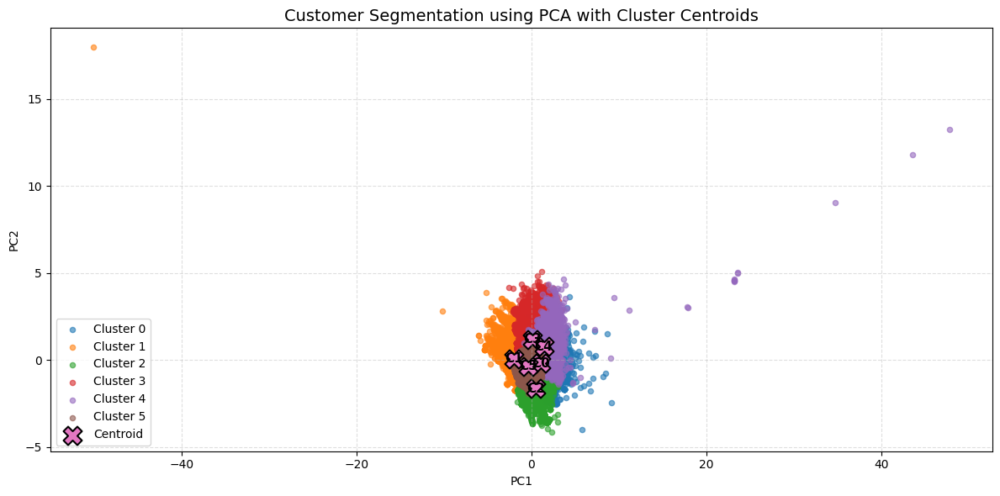 Customer Segmentation using PCA with Cluster Centroids
PC2
15
10
5
0
−5
−40
−20
0
20
40
PC1
Cluster 0
Cluster 1
Cluster 2
Cluster 3
Cluster 4
Cluster 5
Centroid